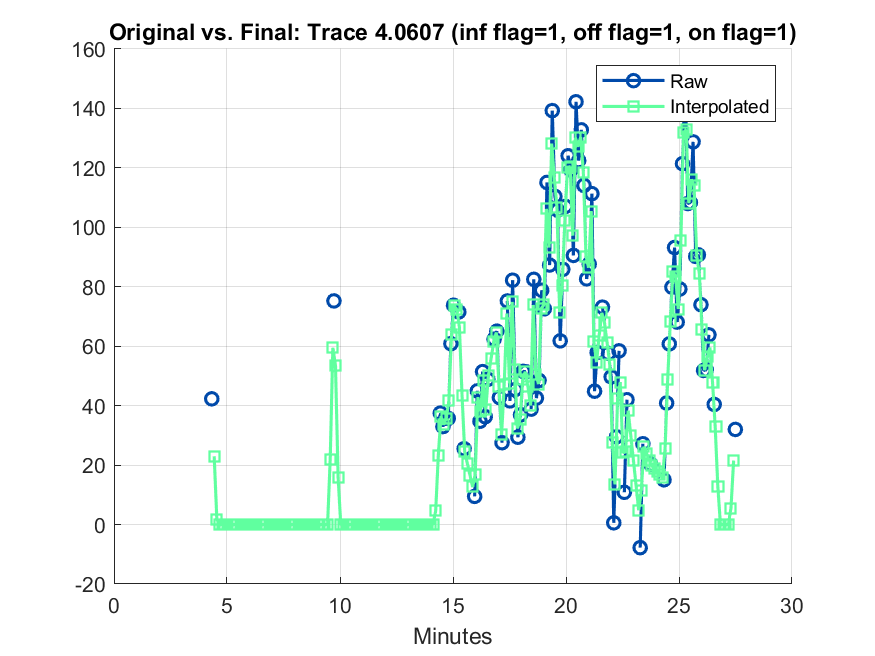 Original vs. Final: Trace 4.0607 (inf flag=1, off flag=1, on flag=1)
160
140
120
100
80
60
40
20
0
-20
Raw
Interpolated
0 5 10 15 20 25 30
Minutes